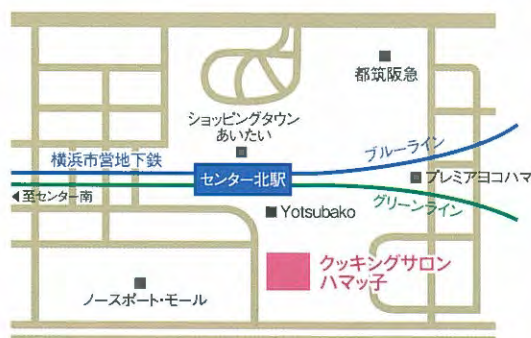 都筑阪急
ショッピングタウン
あいたい
ブルーライン
横浜市営地下鉄
センター北駅
プレミアヨコハマ
◀至センター南
グリーンライン
Yotsubako
クッキングサロン
ハマッ子
ノースポート・モール